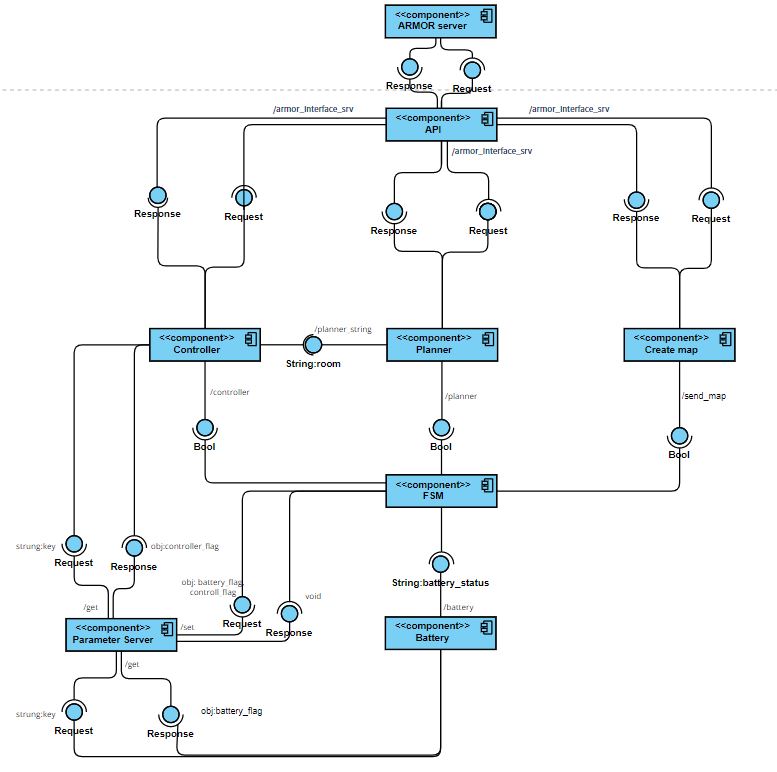 <<component>>
ARMOR server
Response
Request
/armor_Interface_srv
<<component>>
API
/armor_Interface_srv
/armor_Interface_srv
Response
Request
Response
Request
Response
Request
<<component>>
Controller
/planner_string
String:room
<<component>>
Planner
<<component>>
Create map
/controller
/planner
/send_map
Bool
Bool
Bool
<<component>>
FSM
strung:key
Request
obj:controller_flag
Response
obj: battery_flag,
controll_flag
Request
void
Response
String:battery_status
/get
/set
/battery
<<component>>
Parameter Server
<<component>>
Battery
/get
strung:key
Request
obj:battery_flag
Response